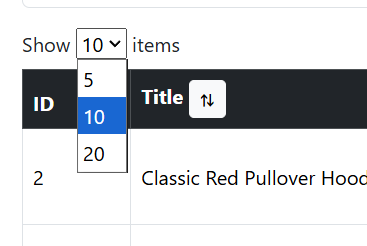 Show 10 items
5
10
20
ID Title
2 Classic Red Pullover Hood